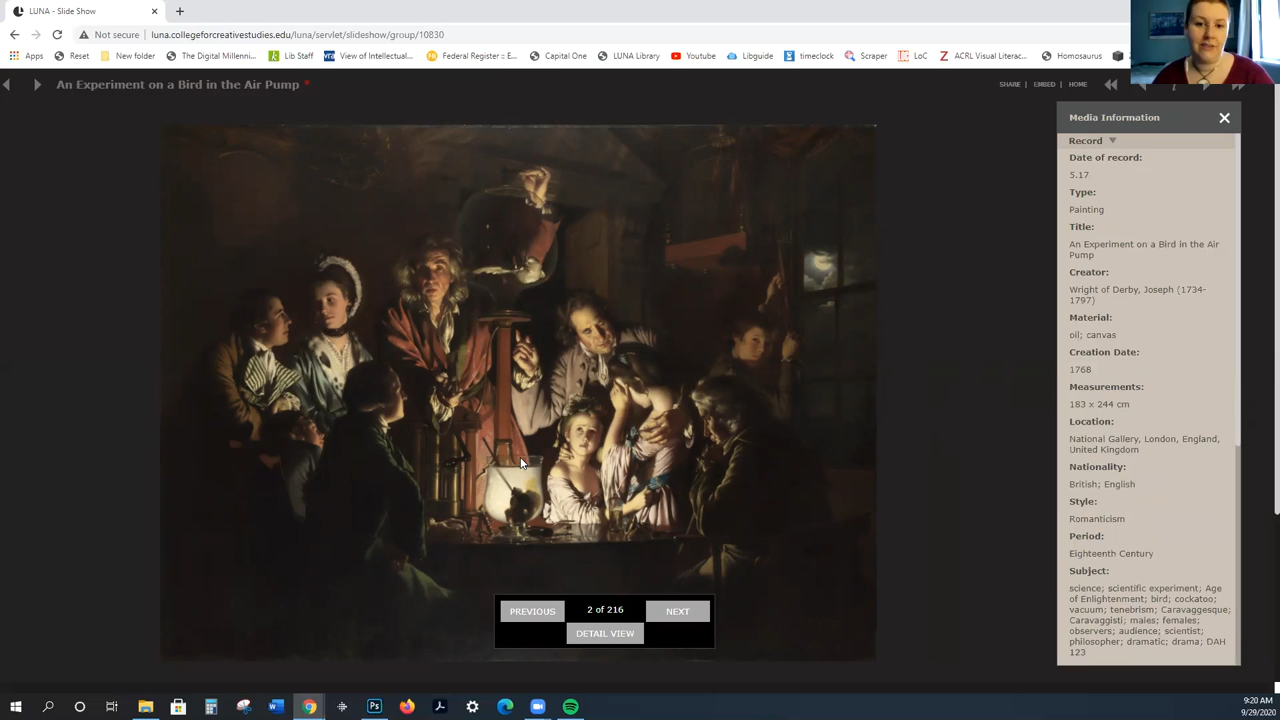 LUNA - Slide Show
Not secure | luna.collegeforcreativestudies.edu/luna/servlet/slideshow/group/10830
Apps Reset New folder The Digital Millenni... Lib Staff View of Intellectual... Federal Register :: E... Capital One LUNA Library Youtube Libguide timeclock Scraper LoC ACRL Visual Literac... Homosaurus
An Experiment on a Bird in the Air Pump *
SHARE | EMBED | HOME
Media Information
Record
Date of record:
5.17
Type:
Painting
Title:
An Experiment on a Bird in the Air
Pump
Creator:
Wright of Derby, Joseph (1734-
1797)
Material:
oil; canvas
Creation Date:
1768
Measurements:
183 x 244 cm
Location:
National Gallery, London, England,
United Kingdom
Nationality:
British; English
Style:
Romanticism
Period:
Eighteenth Century
Subject:
science; scientific experiment; Age
of Enlightenment; bird; cockatoo;
vacuum; tenebrism; Caravaggesque;
Caravaggisti; males; females;
observers; audience; scientist;
philosopher; dramatic; drama; DAH
123
PREVIOUS 2 of 216 NEXT
DETAIL VIEW
9:20 AM
9/29/2020